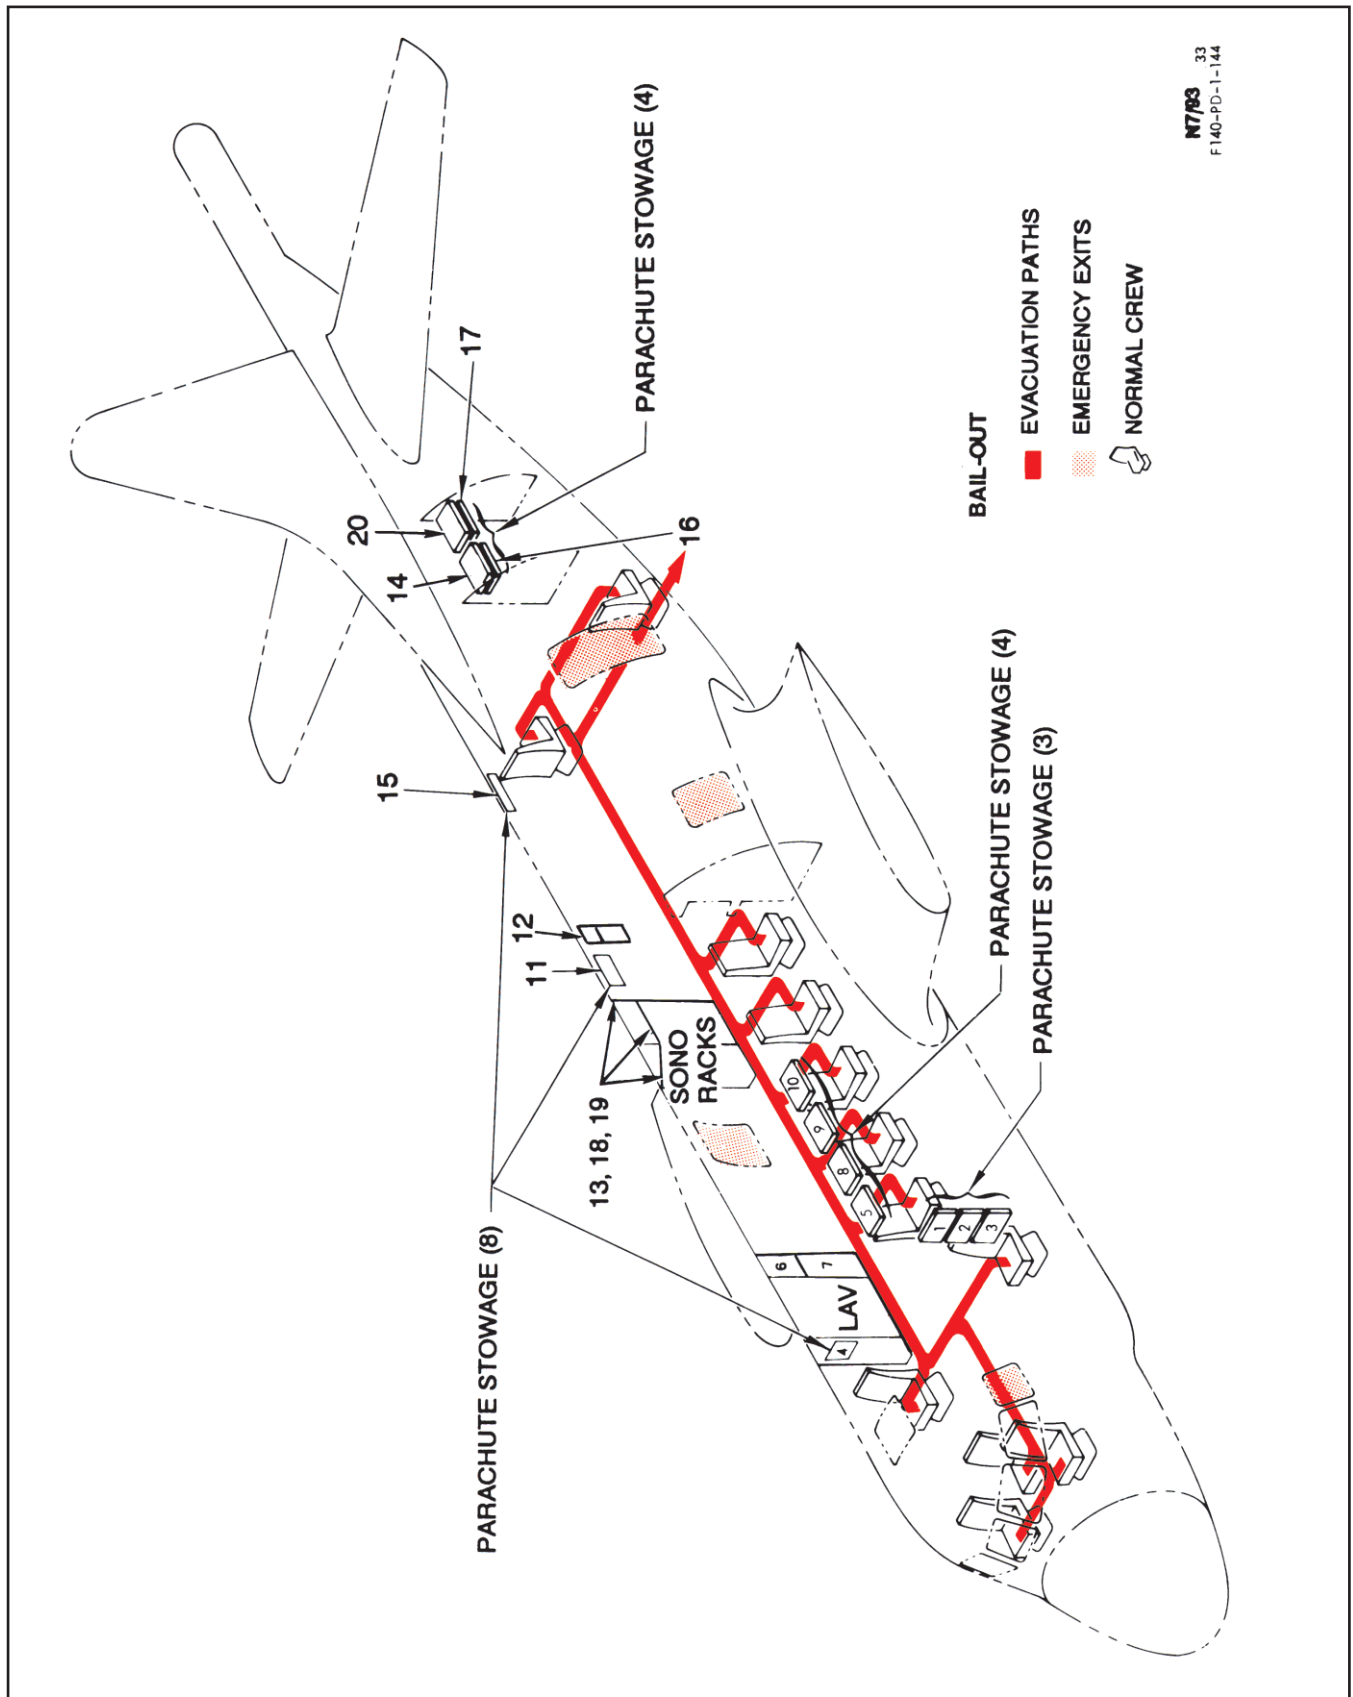 PARACHUTE STOWAGE (8)
13, 18, 19
11
12
15
14
20
17
PARACHUTE STOWAGE (4)
16
SONO
RACKS
LAV
4
6
7
5
8
9
10
1
2
3
PARACHUTE STOWAGE (4)
PARACHUTE STOWAGE (3)
BAIL-OUT
EVACUATION PATHS
EMERGENCY EXITS
NORMAL CREW
N7/93 33
F140-PD-1-144